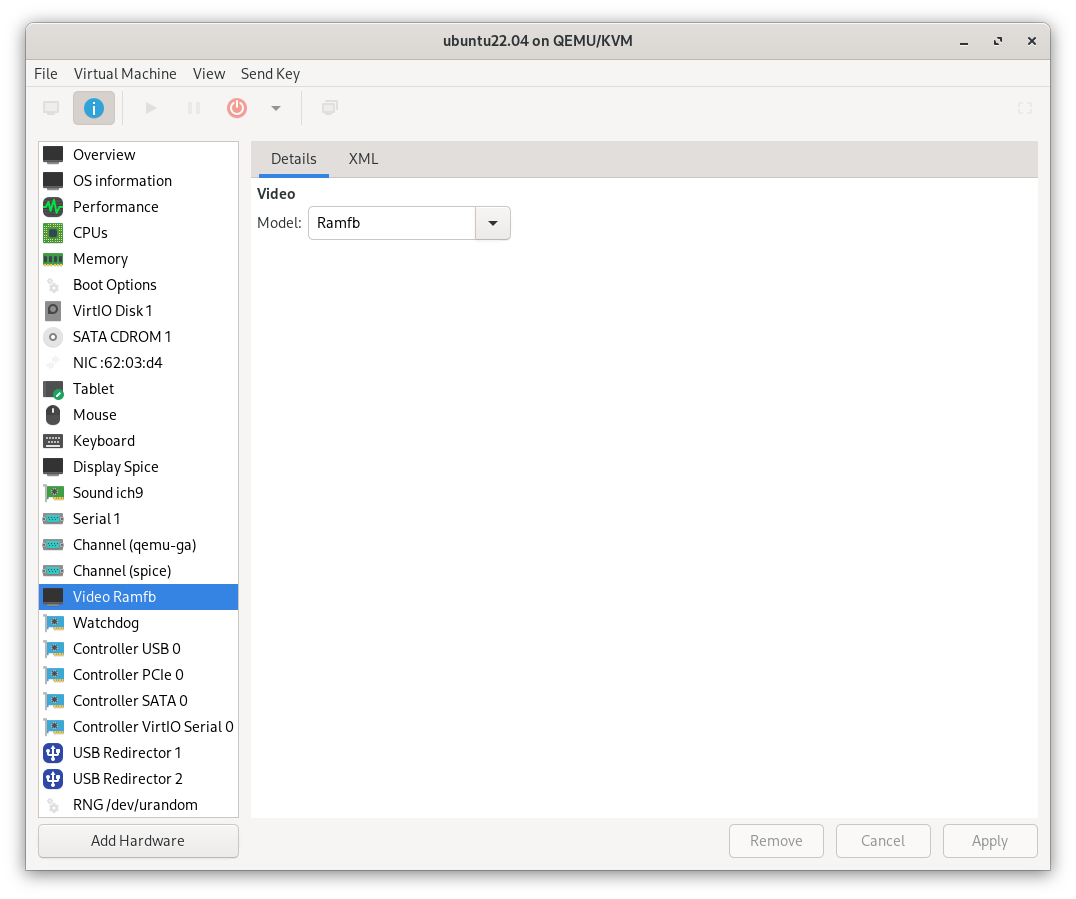 ubuntu22.04 on QEMU/KVM
File Virtual Machine View Send Key
Overview
OS information
Performance
CPUs
Memory
Boot Options
VirtIO Disk 1
SATA CDROM 1
NIC :62:03:d4
Tablet
Mouse
Keyboard
Display Spice
Sound ich9
Serial 1
Channel (qemu-ga)
Channel (spice)
Video Ramfb
Watchdog
Controller USB 0
Controller PCIe 0
Controller SATA 0
Controller VirtIO Serial 0
USB Redirector 1
USB Redirector 2
RNG /dev/urandom
Add Hardware
Details XML
Video
Model: Ramfb
Remove Cancel Apply